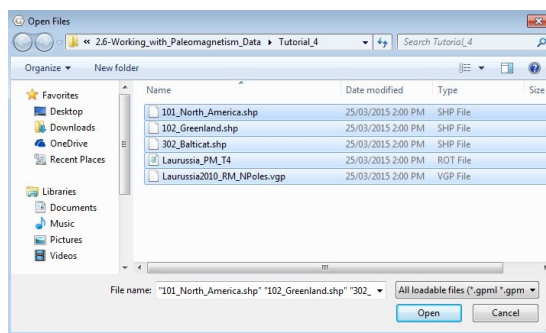 Open Files
« 2.6-Working_with_Paleomagnetism_Data ▸ Tutorial_4
Search Tutorial_4
Organize ▾ New folder
Name Date modified Type Size
Favorites
Desktop
Downloads
OneDrive
Recent Places
Libraries
Documents
Music
Pictures
Videos
101_North_America.shp 25/03/2015 2:00 PM SHP File
102_Greenland.shp 25/03/2015 2:00 PM SHP File
302_Balticat.shp 25/03/2015 2:00 PM SHP File
Laurussia_PM_T4 25/03/2015 2:00 PM ROT File
Laurussia2010_RM_NPoles.vgp 25/03/2015 2:00 PM VGP File
File name: "101_North_America.shp" "102_Greenland.shp" "302_
All loadable files (*.gpml *.gpm
Open Cancel